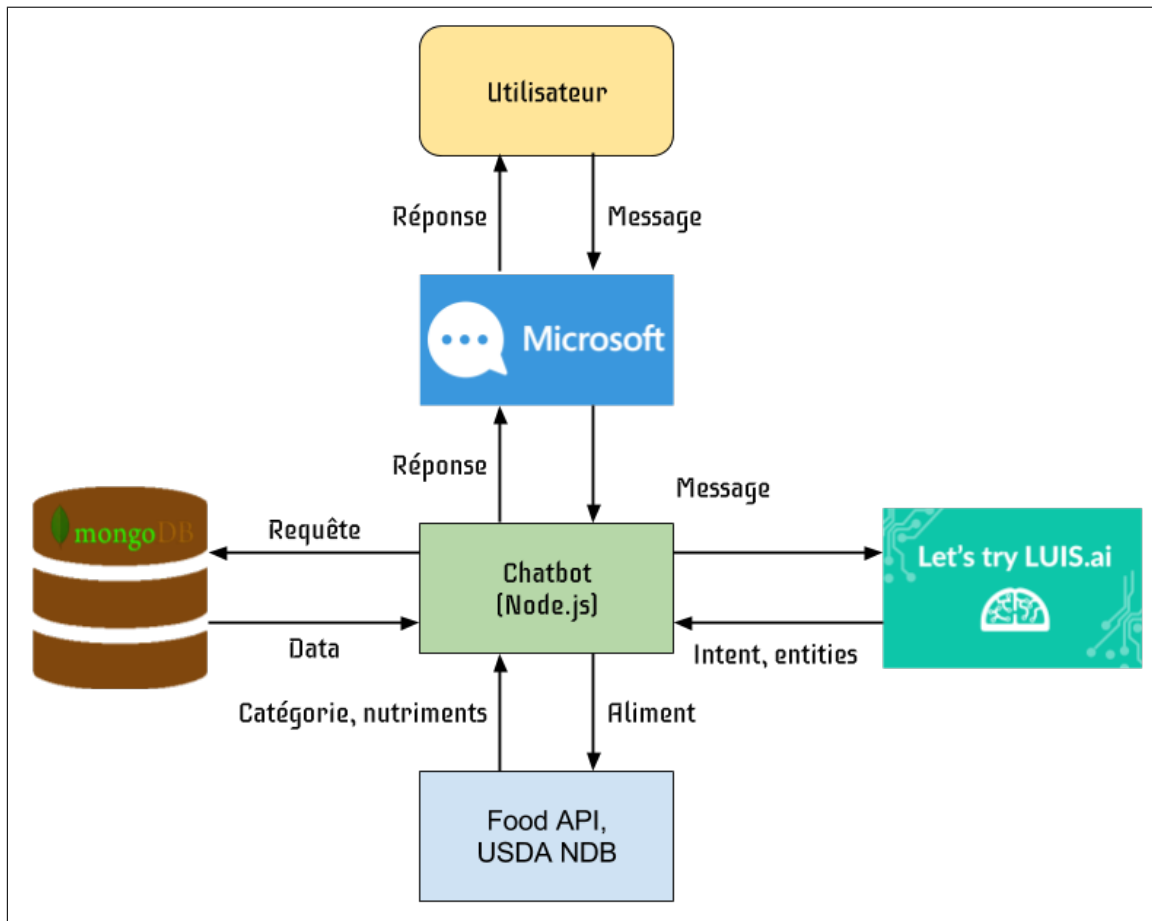 Utilisateur
Réponse
Message
Microsoft
Réponse
Message
mongoDB
Requête
Let's try LUIS.ai
Chatbot
(Node.js)
Data
Intent, entities
Catégorie, nutriments
Aliment
Food API,
USDA NDB